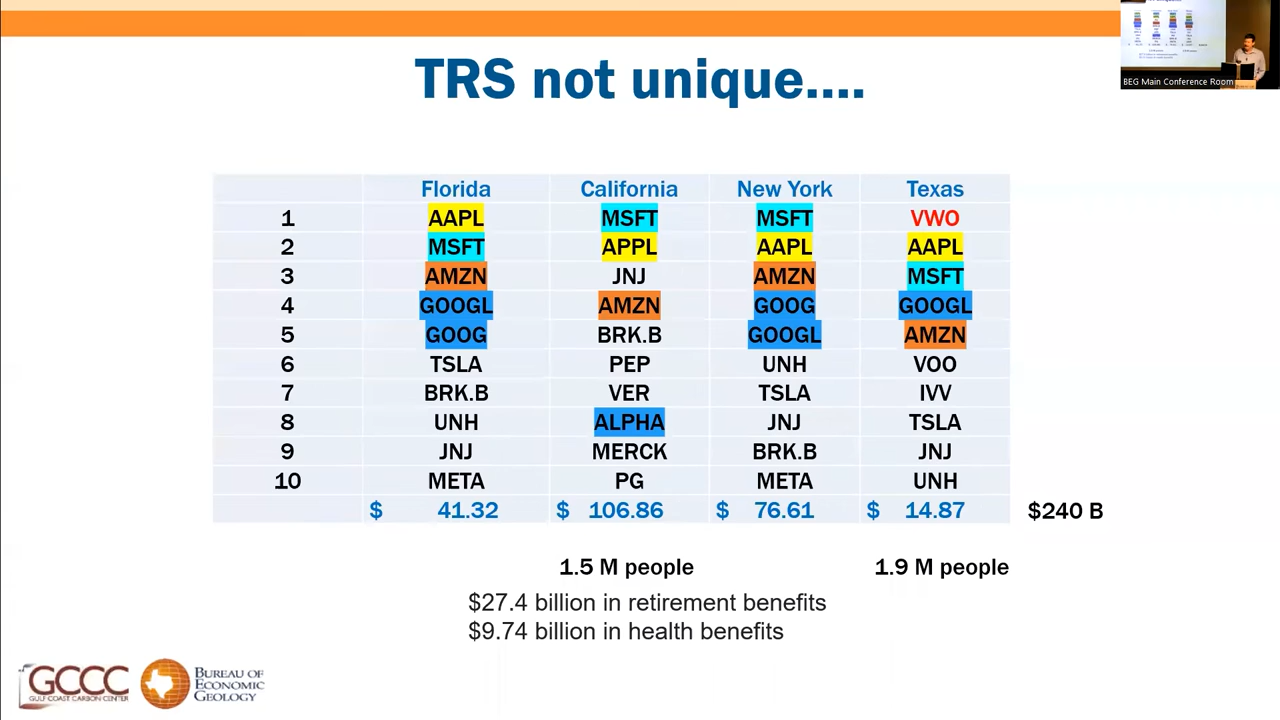 TRS not unique....
BEG Main Conference Room
Florida California New York Texas
1 AAPL MSFT MSFT VWO
2 MSFT APPL AAPL AAPL
3 AMZN JNJ AMZN MSFT
4 GOOGL AMZN GOOG GOOGL
5 GOOG BRK.B GOOGL AMZN
6 TSLA PEP UNH VOO
7 BRK.B VER TSLA IVV
8 UNH ALPHA JNJ TSLA
9 JNJ MERCK BRK.B JNJ
10 META PG META UNH
$ 41.32 $ 106.86 $ 76.61 $ 14.87 $240 B
1.5 M people 1.9 M people
$27.4 billion in retirement benefits
$9.74 billion in health benefits
GCCC
GULF COAST CARBON CENTER
BUREAU OF
ECONOMIC
GEOLOGY